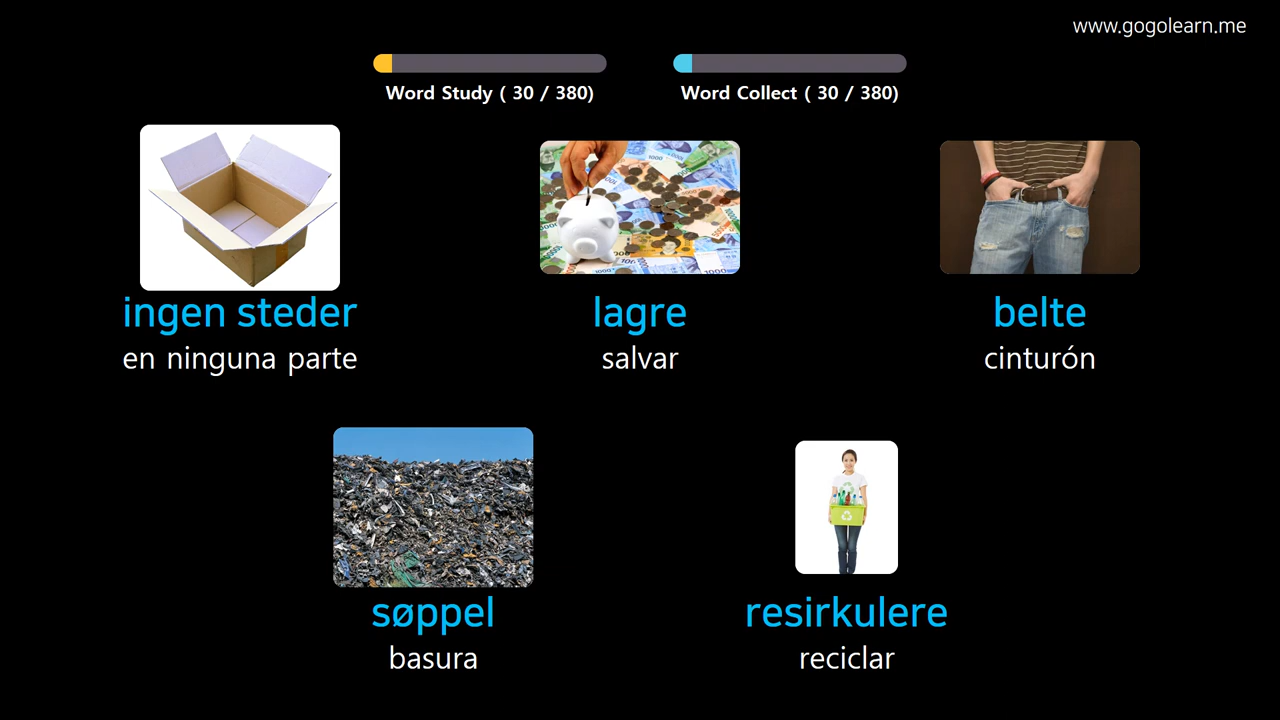 www.gogolearn.me
Word Study ( 30 / 380)
Word Collect ( 30 / 380)
ingen steder
en ninguna parte
lagre
salvar
belte
cinturón
søppel
basura
resirkulere
reciclar